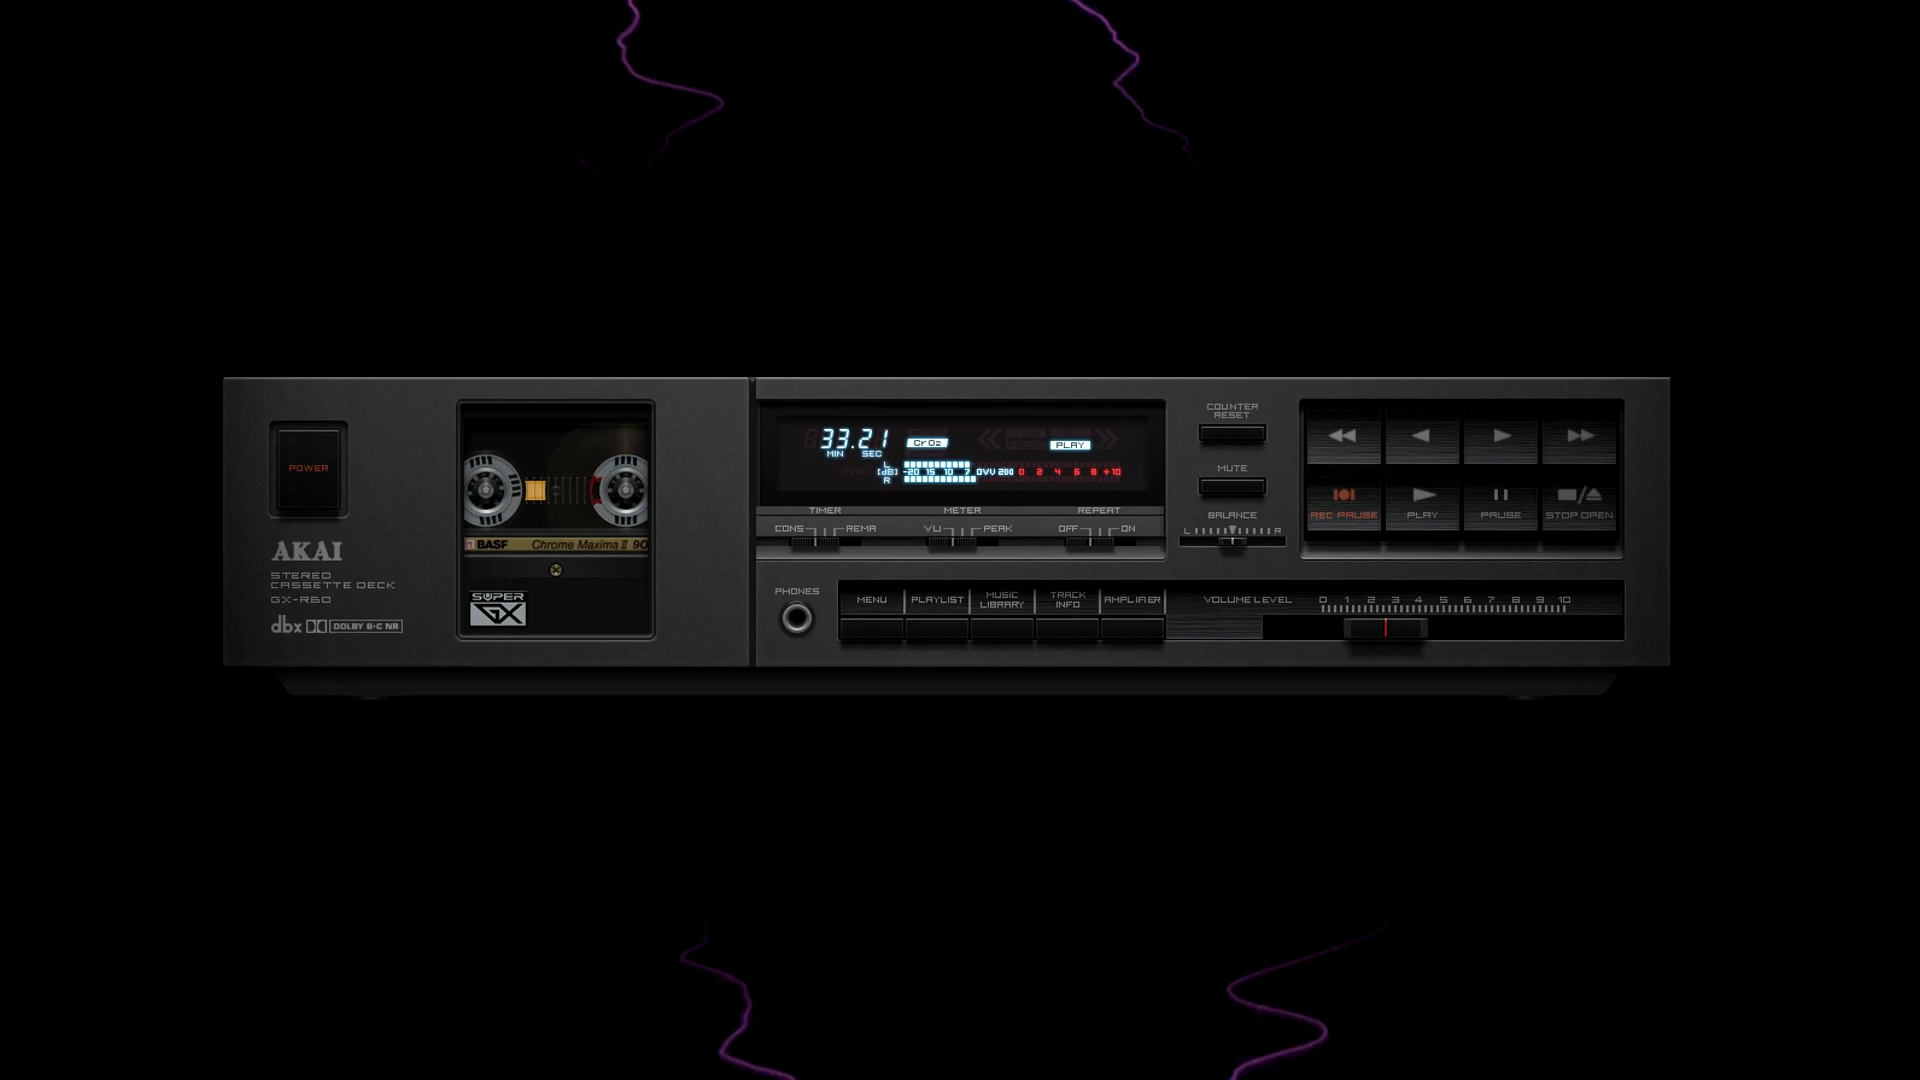 POWER
AKAI
STEREO
CASSETTE DECK
GX-R60
dbx DOLBY B-C NR
BASF Chrome Maxima II 90
SUPER
GX
33.21
MIN SEC
CrO2
PLAY
L
[dB] -20 15 10 7 OVU 200 0 2 4 6 8 +10
R
TIMER
CONS REMA
METER
VU PEAK
REPEAT
OFF ON
COUNTER
RESET
MUTE
BALANCE
L R
REC PAUSE
PLAY
PAUSE
STOP OPEN
PHONES
MENU
PLAYLIST
MUSIC
LIBRARY
TRACK
INFO
AMPLIFIER
VOLUME LEVEL 0 1 2 3 4 5 6 7 8 9 10